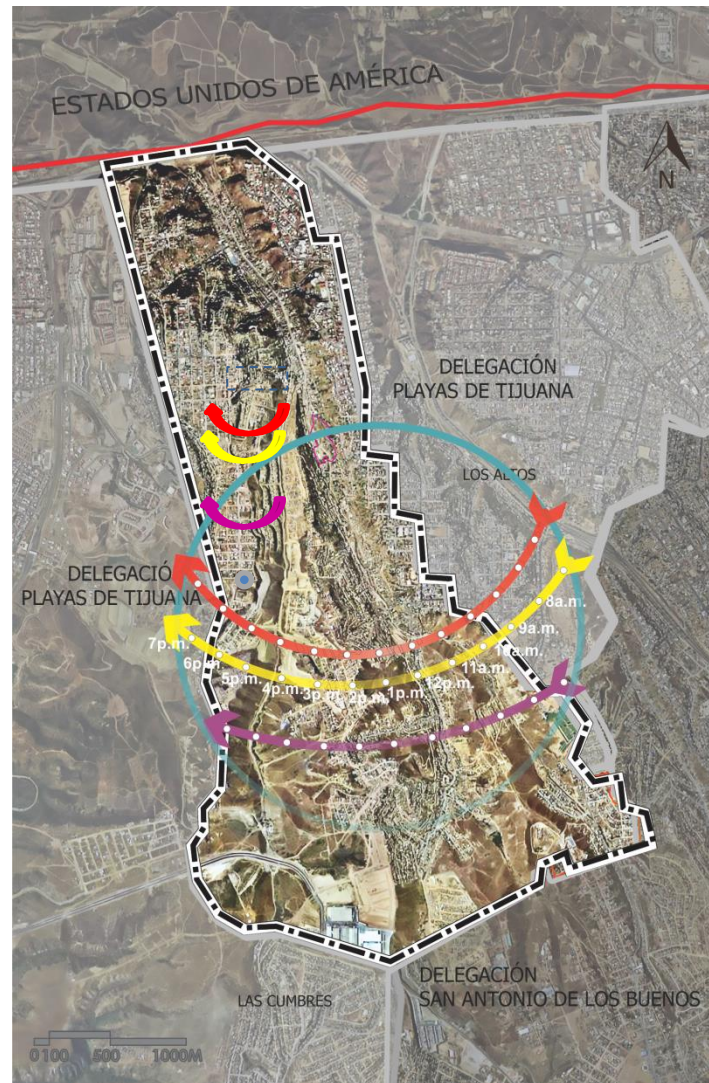 ESTADOS UNIDOS DE AMÉRICA
N
DELEGACIÓN
PLAYAS DE TIJUANA
LOS ALTOS
DELEGACIÓ
PLAYAS DE TIJUANA
8a.m.
9a.m.
10a.m.
11a.m.
12p.m.
1p.m.
2p.m.
3p.m.
4p.m.
5p.m.
6p.m.
7p.m.
DELEGACIÓN
SAN ANTONIO DE LOS BUENOS
LAS CUMBRES
0 100 500 1000M